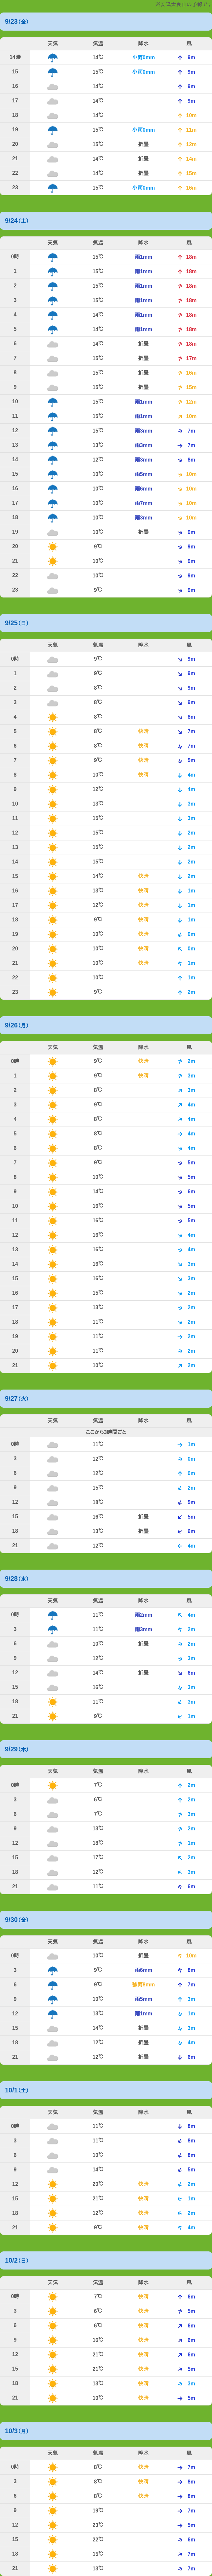 ※安達太良山の予報です
9/23(金)
天気 気温 降水 風
14時 14℃ 小雨0mm 9m
15 15℃ 小雨0mm 9m
16 14℃ 9m
17 14℃ 9m
18 14℃ 10m
19 15℃ 小雨0mm 11m
20 15℃ 折畳 12m
21 14℃ 折畳 14m
22 14℃ 折畳 15m
23 15℃ 小雨0mm 16m
9/24(土)
天気 気温 降水 風
0時 15℃ 雨1mm 18m
1 15℃ 雨1mm 18m
2 15℃ 雨1mm 18m
3 15℃ 雨1mm 18m
4 14℃ 雨1mm 18m
5 14℃ 雨1mm 18m
6 14℃ 折畳 18m
7 15℃ 折畳 17m
8 15℃ 折畳 16m
9 15℃ 折畳 15m
10 15℃ 雨1mm 12m
11 15℃ 雨1mm 10m
12 15℃ 雨3mm 7m
13 13℃ 雨3mm 7m
14 12℃ 雨3mm 8m
15 10℃ 雨5mm 10m
16 10℃ 雨6mm 10m
17 10℃ 雨7mm 10m
18 10℃ 雨3mm 10m
19 10℃ 折畳 9m
20 9℃ 9m
21 10℃ 9m
22 10℃ 9m
23 9℃ 9m
9/25(日)
天気 気温 降水 風
0時 9℃ 9m
1 9℃ 9m
2 8℃ 9m
3 8℃ 9m
4 8℃ 8m
5 8℃ 快晴 7m
6 8℃ 快晴 7m
7 9℃ 快晴 5m
8 10℃ 快晴 4m
9 12℃ 4m
10 13℃ 3m
11 15℃ 3m
12 15℃ 2m
13 15℃ 2m
14 15℃ 2m
15 14℃ 快晴 2m
16 13℃ 快晴 1m
17 12℃ 快晴 1m
18 9℃ 快晴 1m
19 10℃ 快晴 0m
20 10℃ 快晴 0m
21 10℃ 快晴 1m
22 10℃ 1m
23 9℃ 2m
9/26(月)
天気 気温 降水 風
0時 9℃ 快晴 2m
1 9℃ 快晴 3m
2 8℃ 3m
3 9℃ 4m
4 8℃ 4m
5 8℃ 4m
6 8℃ 4m
7 9℃ 5m
8 10℃ 5m
9 14℃ 6m
10 16℃ 5m
11 16℃ 5m
12 16℃ 4m
13 16℃ 4m
14 16℃ 3m
15 16℃ 3m
16 15℃ 2m
17 13℃ 2m
18 11℃ 2m
19 11℃ 2m
20 11℃ 2m
21 10℃ 2m
9/27(火)
天気 気温 降水 風
ここから3時間ごと
0時 11℃ 1m
3 12℃ 0m
6 12℃ 0m
9 15℃ 2m
12 18℃ 5m
15 16℃ 折畳 5m
18 13℃ 折畳 6m
21 12℃ 4m
9/28(水)
天気 気温 降水 風
0時 11℃ 雨2mm 4m
3 11℃ 雨3mm 2m
6 10℃ 折畳 2m
9 12℃ 3m
12 14℃ 折畳 6m
15 16℃ 3m
18 11℃ 3m
21 9℃ 1m
9/29(木)
天気 気温 降水 風
0時 7℃ 2m
3 6℃ 2m
6 7℃ 3m
9 13℃ 2m
12 18℃ 1m
15 17℃ 2m
18 12℃ 3m
21 11℃ 6m
9/30(金)
天気 気温 降水 風
0時 10℃ 折畳 10m
3 9℃ 雨6mm 8m
6 9℃ 強雨8mm 7m
9 10℃ 雨5mm 3m
12 13℃ 雨1mm 1m
15 14℃ 折畳 3m
18 12℃ 折畳 4m
21 12℃ 折畳 6m
10/1(土)
天気 気温 降水 風
0時 11℃ 8m
3 11℃ 9m
6 10℃ 8m
9 14℃ 5m
12 20℃ 快晴 2m
15 21℃ 快晴 1m
18 12℃ 快晴 2m
21 9℃ 快晴 4m
10/2(日)
天気 気温 降水 風
0時 7℃ 快晴 6m
3 6℃ 快晴 5m
6 6℃ 快晴 6m
9 16℃ 快晴 6m
12 21℃ 快晴 6m
15 21℃ 快晴 5m
18 13℃ 快晴 3m
21 10℃ 快晴 5m
10/3(月)
天気 気温 降水 風
0時 8℃ 快晴 7m
3 8℃ 快晴 8m
6 8℃ 快晴 8m
9 19℃ 7m
12 23℃ 5m
15 22℃ 6m
18 15℃ 7m
21 13℃ 7m